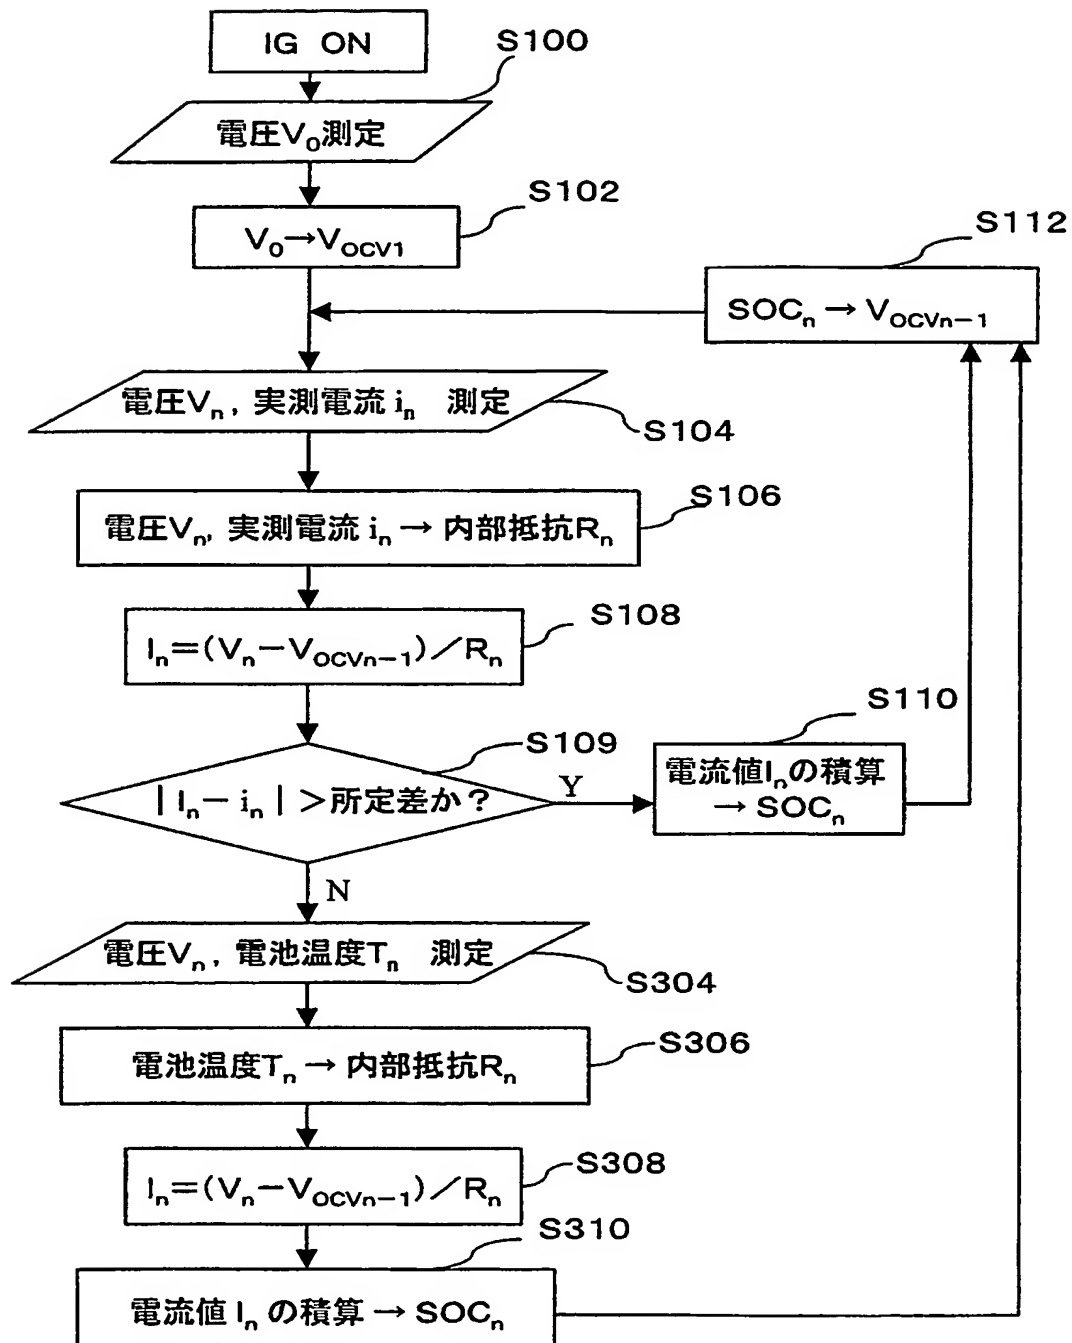 IG ON
S100
電圧V₀測定
S102
V₀→V_OCV1
S112
SOCₙ→V_OCVn−1
電圧Vₙ, 実測電流 iₙ 測定
S104
S106
電圧Vₙ, 実測電流 iₙ → 内部抵抗Rₙ
S108
Iₙ=(Vₙ−V_OCVn−1)/Rₙ
S109
S110
|Iₙ−iₙ|>所定差か?
Y
電流値Iₙの積算
→SOCₙ
N
電圧Vₙ, 電池温度Tₙ 測定
S304
S306
電池温度Tₙ→内部抵抗Rₙ
S308
Iₙ=(Vₙ−V_OCVn−1)/Rₙ
S310
電流値 Iₙ の積算 → SOCₙ